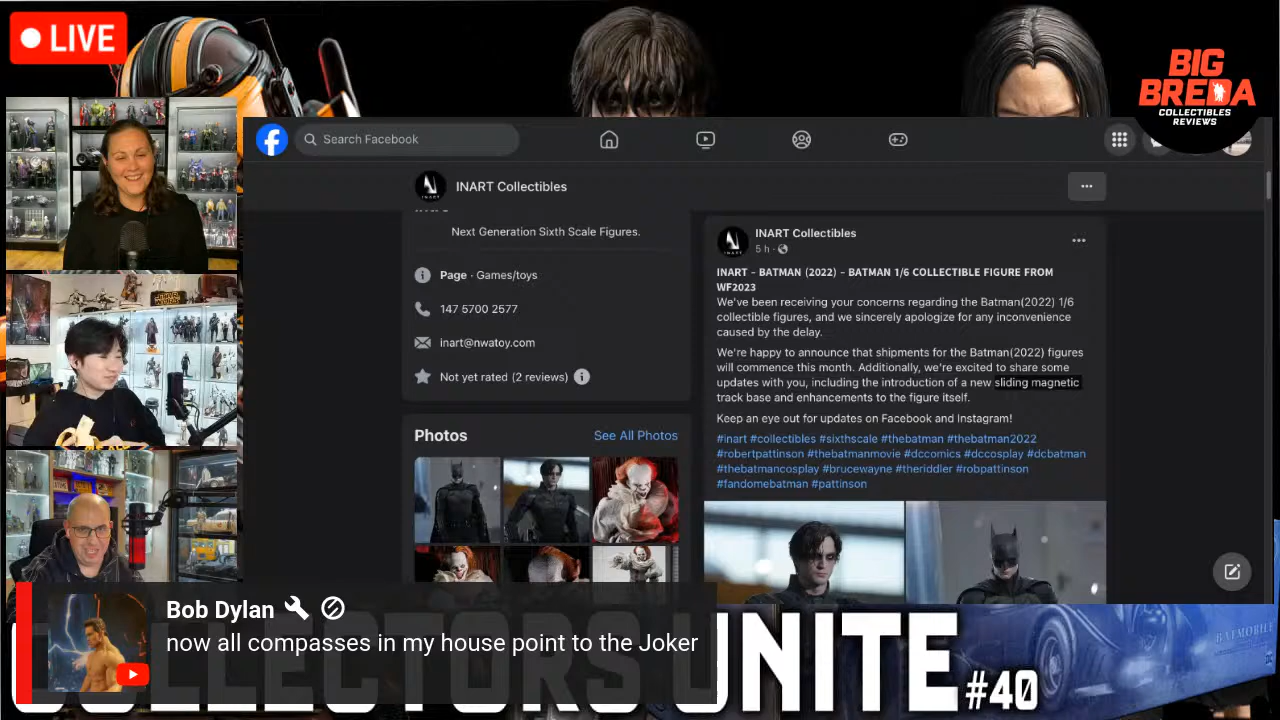 LIVE
BIG
BREDA
COLLECTIBLES
REVIEWS
Search Facebook
INART
INART Collectibles
Next Generation Sixth Scale Figures.
Page · Games/toys
147 5700 2577
inart@nwatoy.com
Not yet rated (2 reviews)
Photos
See All Photos
INART
INART Collectibles
5 h ·
INART - BATMAN (2022) - BATMAN 1/6 COLLECTIBLE FIGURE FROM
WF2023
We've been receiving your concerns regarding the Batman(2022) 1/6
collectible figures, and we sincerely apologize for any inconvenience
caused by the delay.
We're happy to announce that shipments for the Batman(2022) figures
will commence this month. Additionally, we're excited to share some
updates with you, including the introduction of a new sliding magnetic
track base and enhancements to the figure itself.
Keep an eye out for updates on Facebook and Instagram!
#inart #collectibles #sixthscale #thebatman #thebatman2022
#robertpattinson #thebatmanmovie #dccomics #dccosplay #dcbatman
#thebatmancosplay #brucewayne #theriddler #robpattinson
#fandomebatman #pattinson
Bob Dylan
now all compasses in my house point to the Joker
COLLECTORS UNITE #40
BATMOBILE